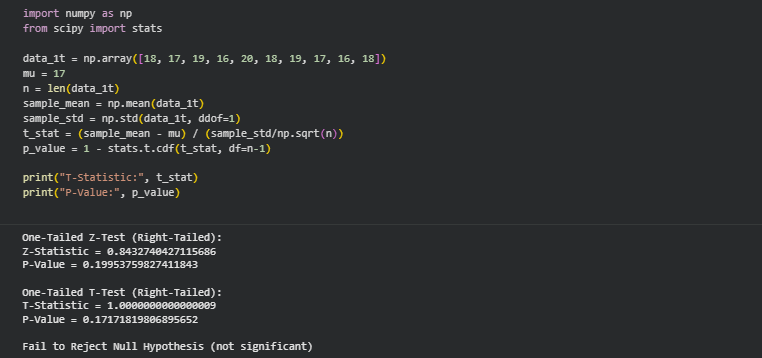 import numpy as np
from scipy import stats
data_1t = np.array([18, 17, 19, 16, 20, 18, 19, 17, 16, 18])
mu = 17
n = len(data_1t)
sample_mean = np.mean(data_1t)
sample_std = np.std(data_1t, ddof=1)
t_stat = (sample_mean - mu) / (sample_std/np.sqrt(n))
p_value = 1 - stats.t.cdf(t_stat, df=n-1)
print("T-Statistic:", t_stat)
print("P-Value:", p_value)
One-Tailed Z-Test (Right-Tailed):
Z-Statistic = 0.8432740427115686
P-Value = 0.19953759827411843
One-Tailed T-Test (Right-Tailed):
T-Statistic = 1.0000000000000009
P-Value = 0.17171819806895652
Fail to Reject Null Hypothesis (not significant)